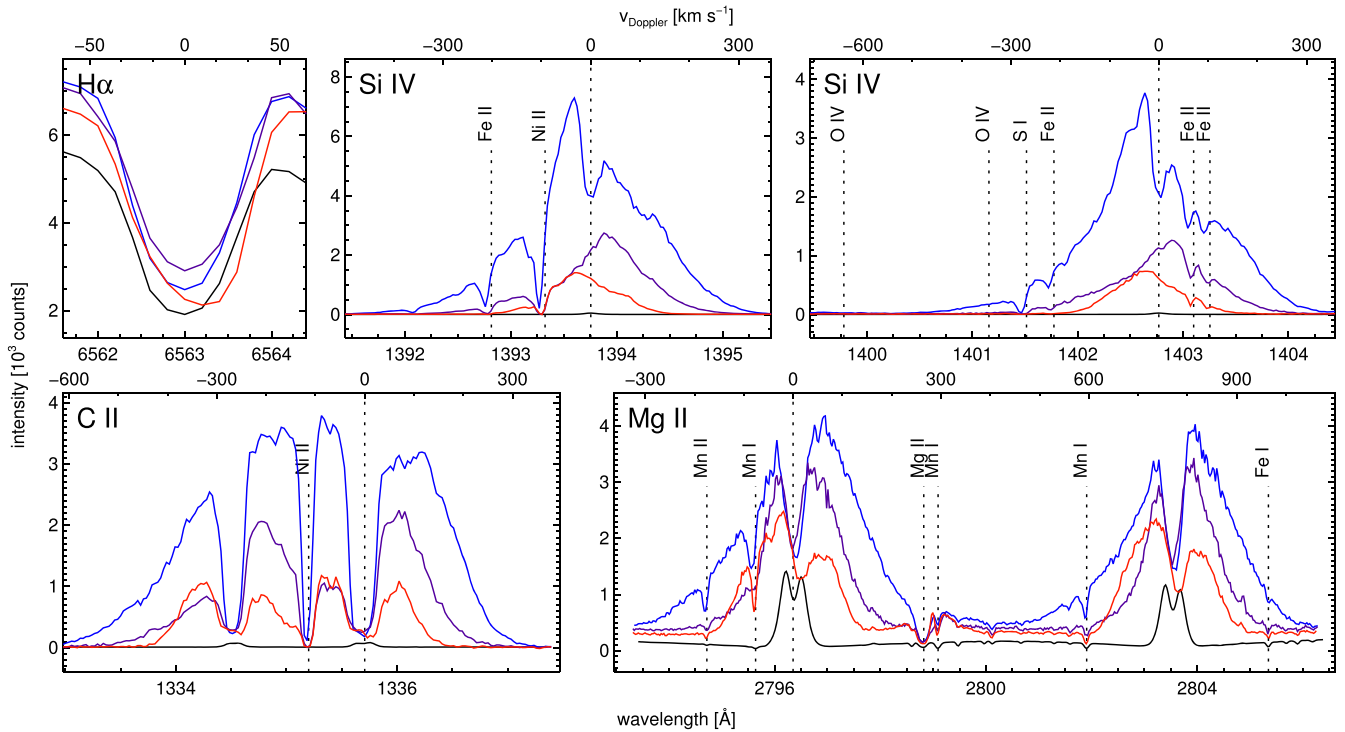 v_Doppler [km s⁻¹]
−50 0 50
−300 0 300
−600 −300 0 300
Hα
Si IV
Si IV
Fe II
Ni II
O IV
O IV
S I
Fe II
Fe II
Fe II
6
4
2
8
6
4
2
0
4
3
2
1
0
6562 6563 6564
1392 1393 1394 1395
1400 1401 1402 1403 1404
intensity [10³ counts]
−600 −300 0 300
−300 0 300 600 900
C II
Mg II
Ni II
Mn II
Mn I
Mg II
Mn I
Mn I
Fe I
4
3
2
1
0
4
3
2
1
0
1334 1336
2796 2800 2804
wavelength [Å]